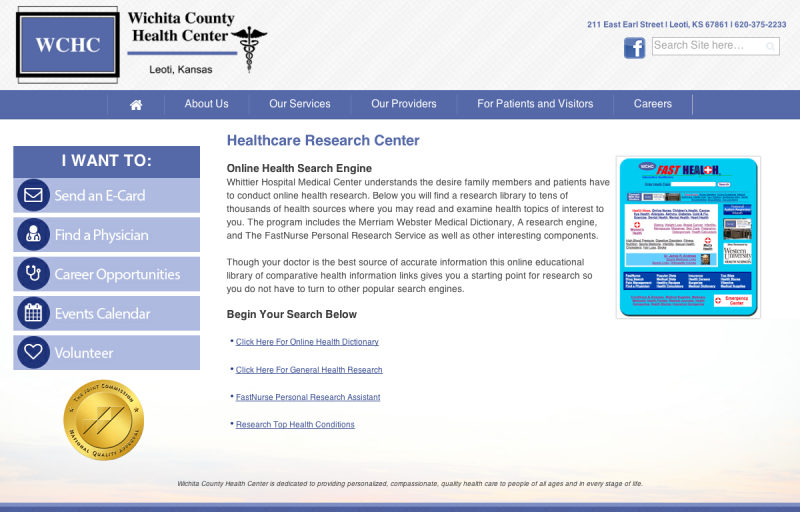 Wichita County
Health Center
WCHC
Leoti, Kansas
211 East Earl Street | Leoti, KS 67861 | 620-375-2233
Search Site here...
About Us
Our Services
Our Providers
For Patients and Visitors
Careers
I WANT TO:
Send an E-Card
Find a Physician
Career Opportunities
Events Calendar
Volunteer
THE JOINT COMMISSION
NATIONAL QUALITY APPROVAL
Healthcare Research Center
Online Health Search Engine
Whittier Hospital Medical Center understands the desire family members and patients have
to conduct online health research. Below you will find a research library to tens of
thousands of health sources where you may read and examine health topics of interest to
you. The program includes the Merriam Webster Medical Dictionary, A research engine,
and The FastNurse Personal Research Service as well as other interesting components.
Though your doctor is the best source of accurate information this online educational
library of comparative health information links gives you a starting point for research so
you do not have to turn to other popular search engines.
Begin Your Search Below
• Click Here For Online Health Dictionary
• Click Here For General Health Research
• FastNurse Personal Research Assistant
• Research Top Health Conditions
WCHC
FAST HEALTH
Western
University
Emergency
Center
Wichita County Health Center is dedicated to providing personalized, compassionate, quality health care to people of all ages and in every stage of life.